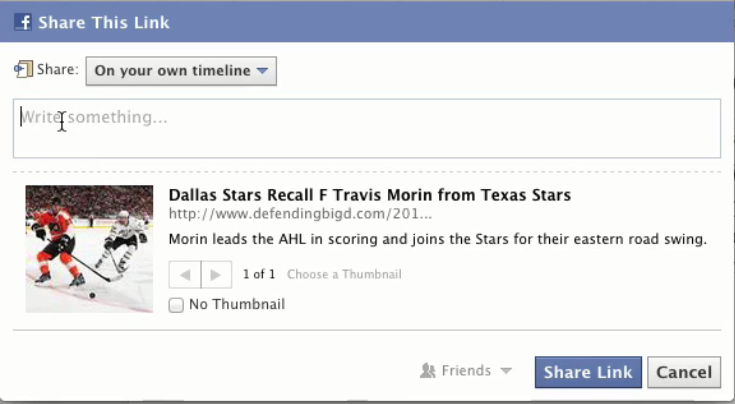 f Share This Link
Share: On your own timeline
Write something...
Dallas Stars Recall F Travis Morin from Texas Stars
http://www.defendingbigd.com/201...
Morin leads the AHL in scoring and joins the Stars for their eastern road swing.
1 of 1 Choose a Thumbnail
No Thumbnail
Friends Share Link Cancel